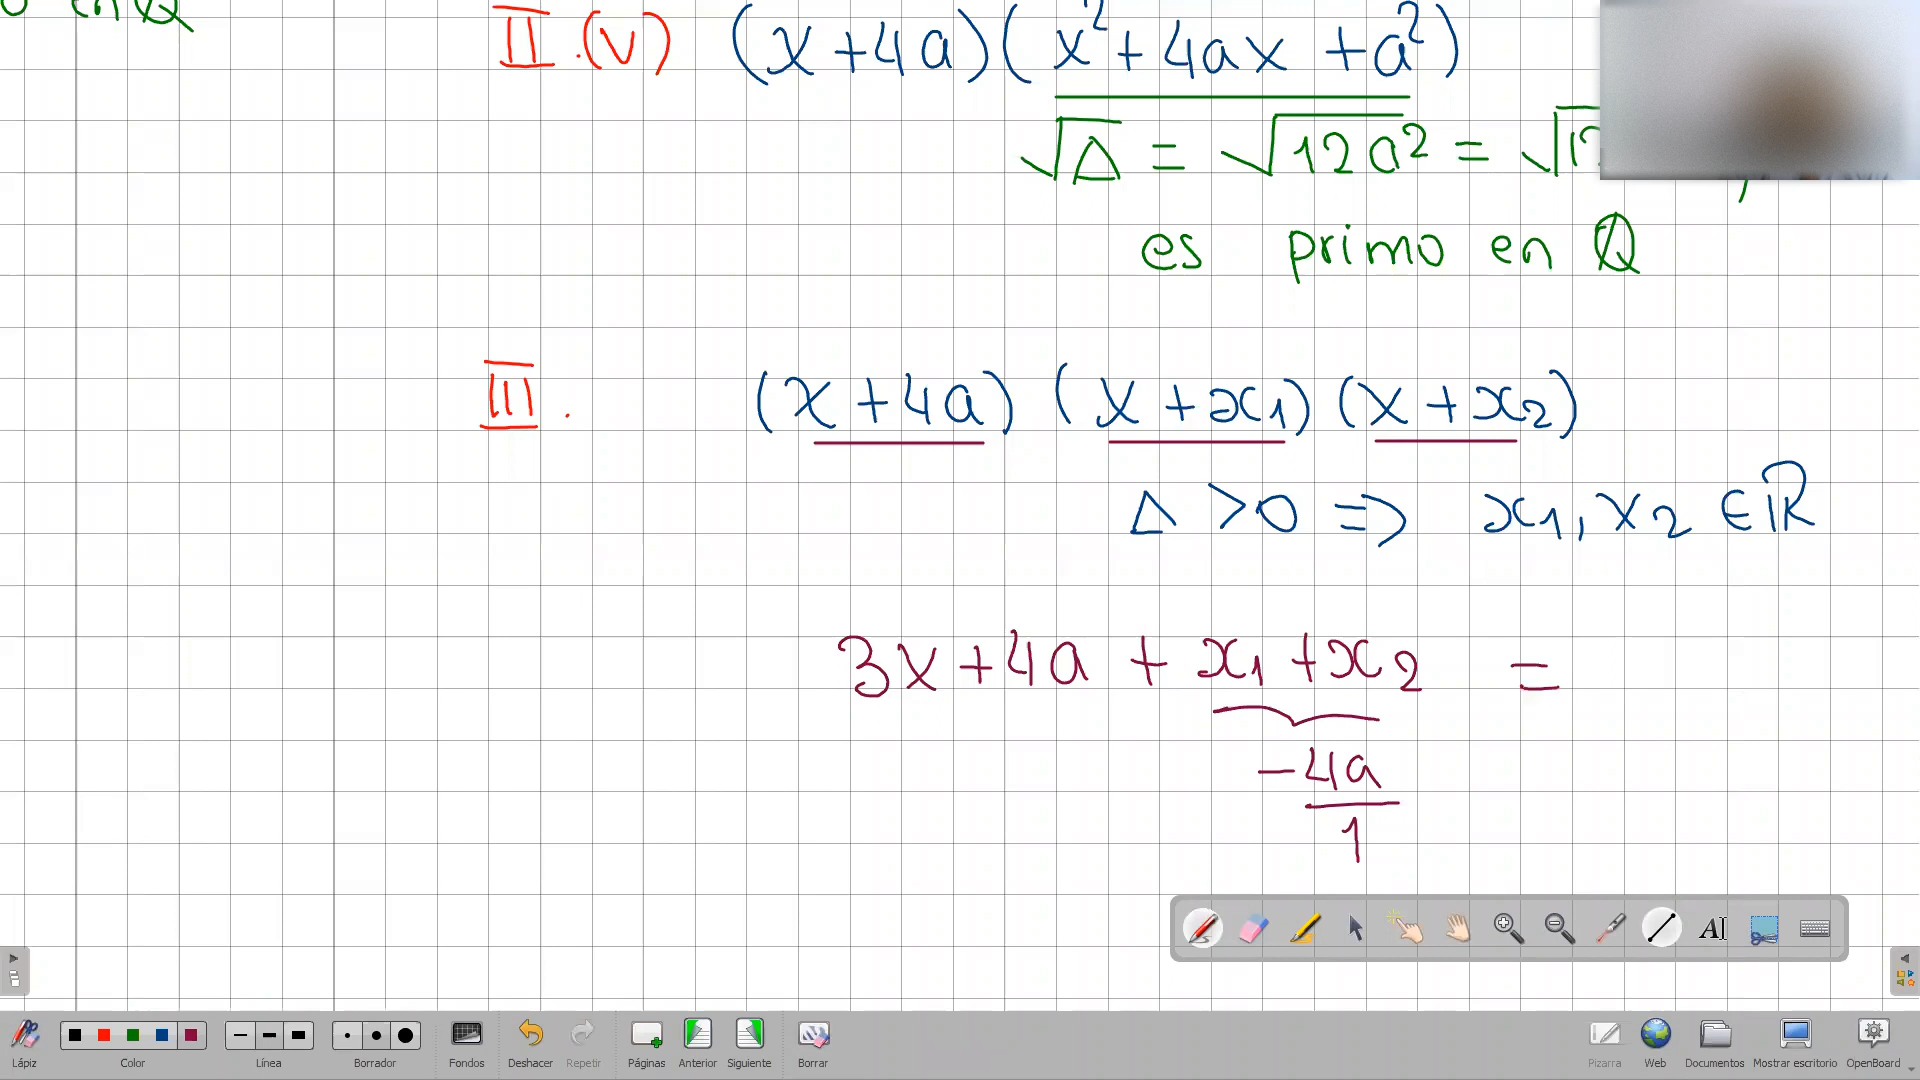 en Q
II.(v) (x+4a)(x²+4ax+a²)
√Δ = √12a² = √1
es primo en Q
III. (x+4a)(x+x₁)(x+x₂)
Δ >0 ⇒ x₁,x₂ ∈ ℝ
3x+4a+x₁+x₂ =
-4a
1
Lápiz Color Línea Borrador Fondos Deshacer Repetir Páginas Anterior Siguiente Borrar Pizarra Web Documentos Mostrar escritorio OpenBoard